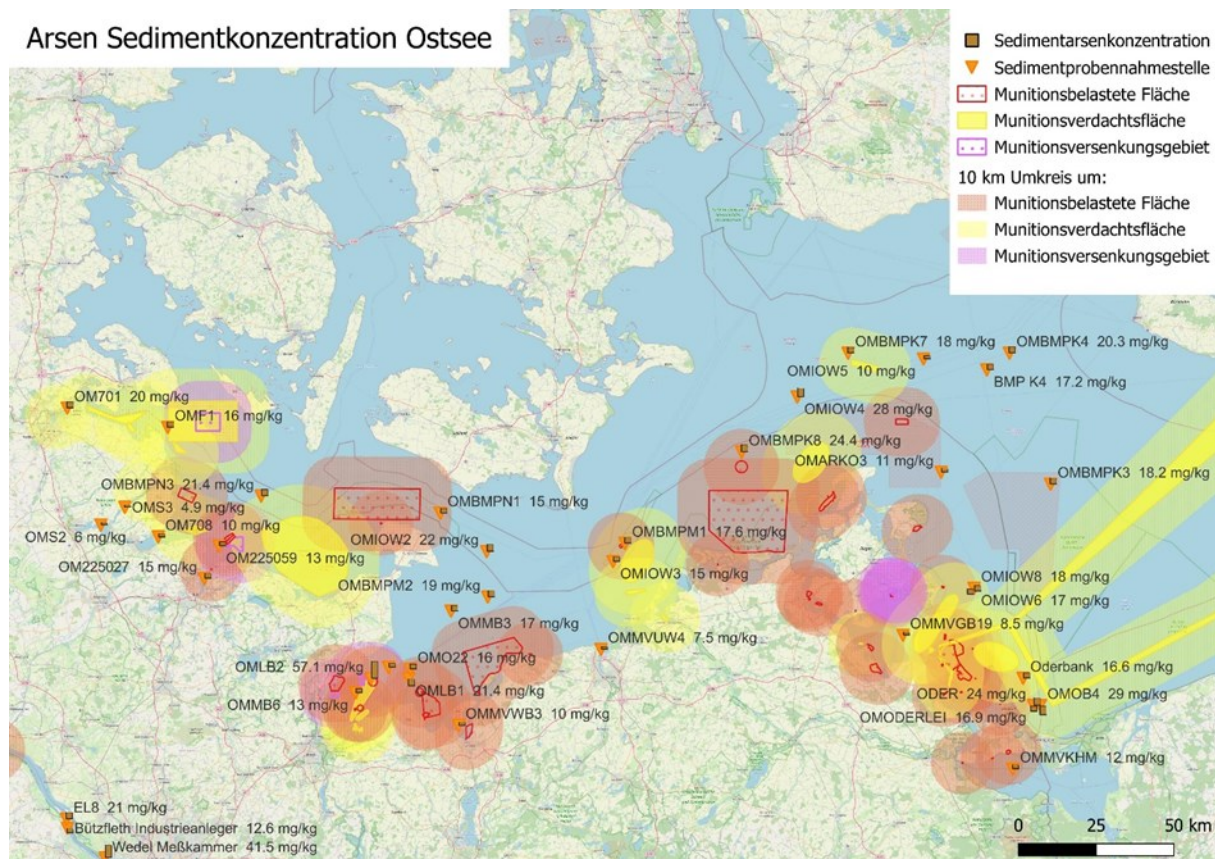 Arsen Sedimentkonzentration Ostsee
Sedimentarsenkonzentration
Sedimentprobennahmestelle
Munitionsbelastete Fläche
Munitionsverdachtsfläche
Munitionsversenkungsgebiet
10 km Umkreis um:
Munitionsbelastete Fläche
Munitionsverdachtsfläche
Munitionsversenkungsgebiet
OMBMPK7 18 mg/kg
OMBMPK4 20.3 mg/kg
OMIOW5 10 mg/kg
BMP K4 17.2 mg/kg
OM701 20 mg/kg
OMF1 16 mg/kg
OMIOW4 28 mg/kg
OMBMPK8 24.4 mg/kg
OMARKO3 11 mg/kg
OMBMPK3 18.2 mg/kg
OMBMPN3 21.4 mg/kg
OMS3 4.9 mg/kg
OMBMPN1 15 mg/kg
OM708 10 mg/kg
OMS2 6 mg/kg
OMIOW2 22 mg/kg
OMBMPM1 17.6 mg/kg
OM225059 13 mg/kg
OM225027 15 mg/kg
OMIOW3 15 mg/kg
OMBMPM2 19 mg/kg
OMIOW8 18 mg/kg
OMIOW6 17 mg/kg
OMMB3 17 mg/kg
OMMVGB19 8.5 mg/kg
OMMVUW4 7.5 mg/kg
OMLB2 57.1 mg/kg
OMO22 16 mg/kg
Oderbank 16.6 mg/kg
OMLB1 21.4 mg/kg
ODER 24 mg/kg
OMOB4 29 mg/kg
OMMB6 13 mg/kg
OMMVWB3 10 mg/kg
OMODERLEI 16.9 mg/kg
OMMVKHM 12 mg/kg
EL8 21 mg/kg
Bützfleth Industrieanleger 12.6 mg/kg
Wedel Meßkammer 41.5 mg/kg
0 25 50 km